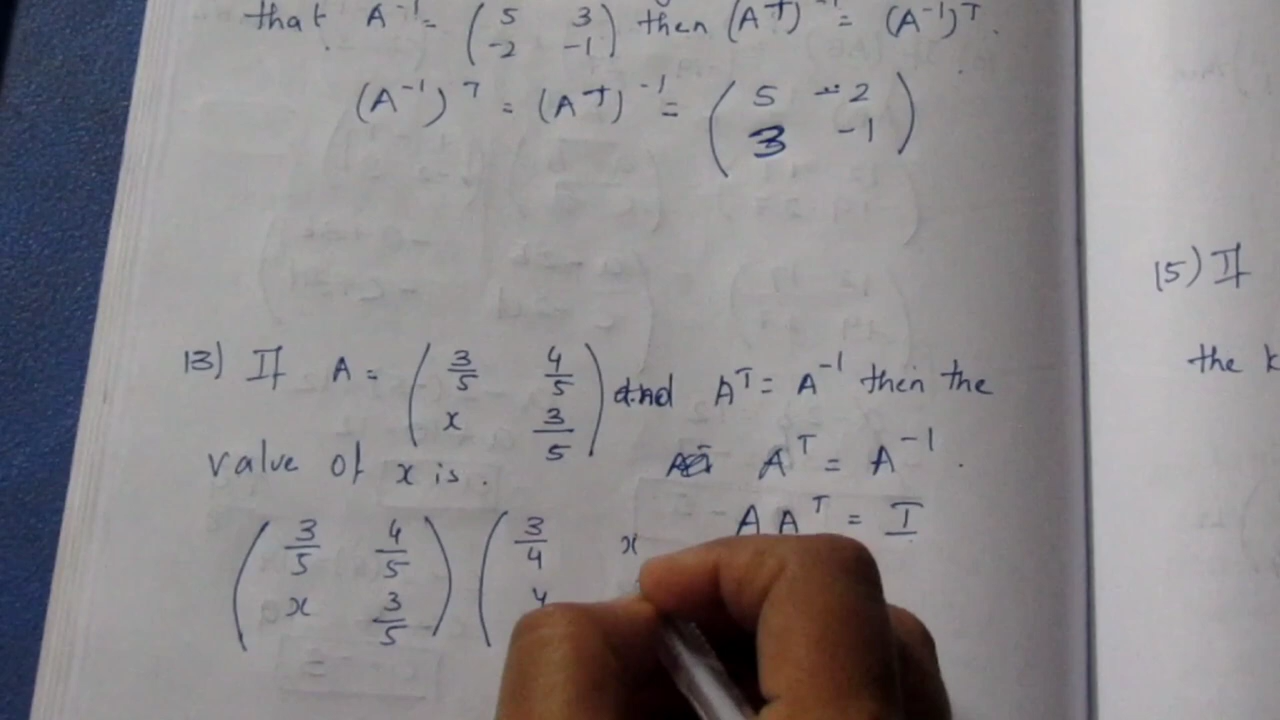 that A⁻¹ = ( 5 3 ) then (Aᵀ)⁻¹ = (A⁻¹)ᵀ.
-2 -1
(A⁻¹)ᵀ = (Aᵀ)⁻¹ = ( 5 -2 )
3 -1
15) If
13) If A = ( 3/5 4/5 ) and Aᵀ = A⁻¹ then the
x 3/5
the
value of x is. Aᵀ = A⁻¹.
A Aᵀ = I
( 3/5 4/5 ) ( 3/4 x
x 3/5 4